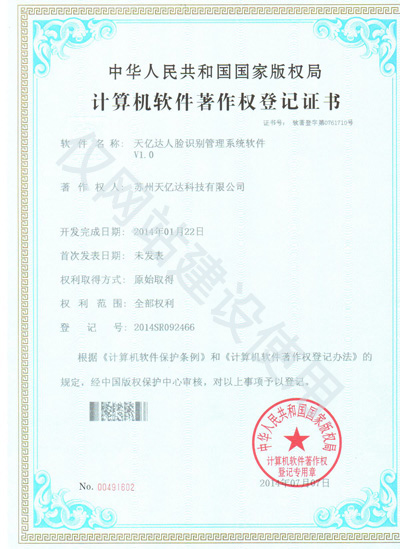 中华人民共和国国家版权局
计算机软件著作权登记证书
证书号: 软著登字第0761710号
软件名称: 天亿达人脸识别管理系统软件
V1.0
著作权人: 苏州天亿达科技有限公司
开发完成日期: 2014年01月22日
首次发表日期: 未发表
权利取得方式: 原始取得
权利范围: 全部权利
登记号: 2014SR092466
根据《计算机软件保护条例》和《计算机软件著作权登记办法》的
规定,经中国版权保护中心审核,对以上事项予以登记。
中华人民共和国国家版权局
计算机软件著作权
登记专用章
No. 00491602
2014年07月07日
仅网站建设使用